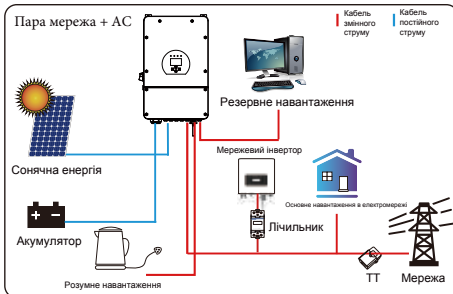 Пара мережа + AC
Кабель
змінного
струму
Кабель
постійного
струму
Резервне навантаження
Сонячна енергія
Мережевий інвертор
Основне навантаження в електромережі
Лічильник
Акумулятор
Розумне навантаження
ТТ
Мережа